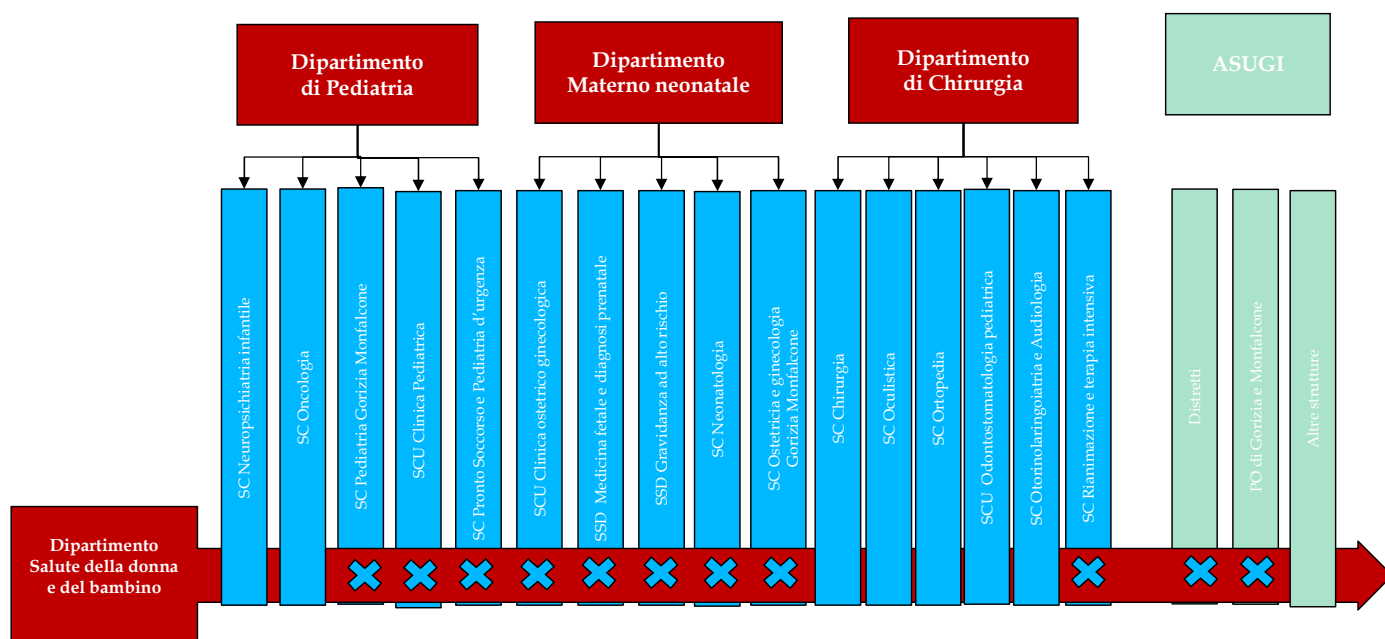 Dipartimento
di Pediatria
Dipartimento
Materno neonatale
Dipartimento
di Chirurgia
ASUGI
SC Neuropsichiatria infantile
SC Oncologia
SC Pediatria Gorizia Monfalcone
SCU Clinica Pediatrica
SC Pronto Soccorso e Pediatria d’urgenza
SCU Clinica ostetrico ginecologica
SSD Medicina fetale e diagnosi prenatale
SSD Gravidanza ad alto rischio
SC Neonatologia
SC Ostetricia e ginecologia
Gorizia Monfalcone
SC Chirurgia
SC Oculistica
SC Ortopedia
SCU Odontostomatologia pediatrica
SC Otorinolaringoiatria e Audiologia
SC Rianimazione e terapia intensiva
Distretti
PO di Gorizia e Monfalcone
Altre strutture
Dipartimento
Salute della donna
e del bambino